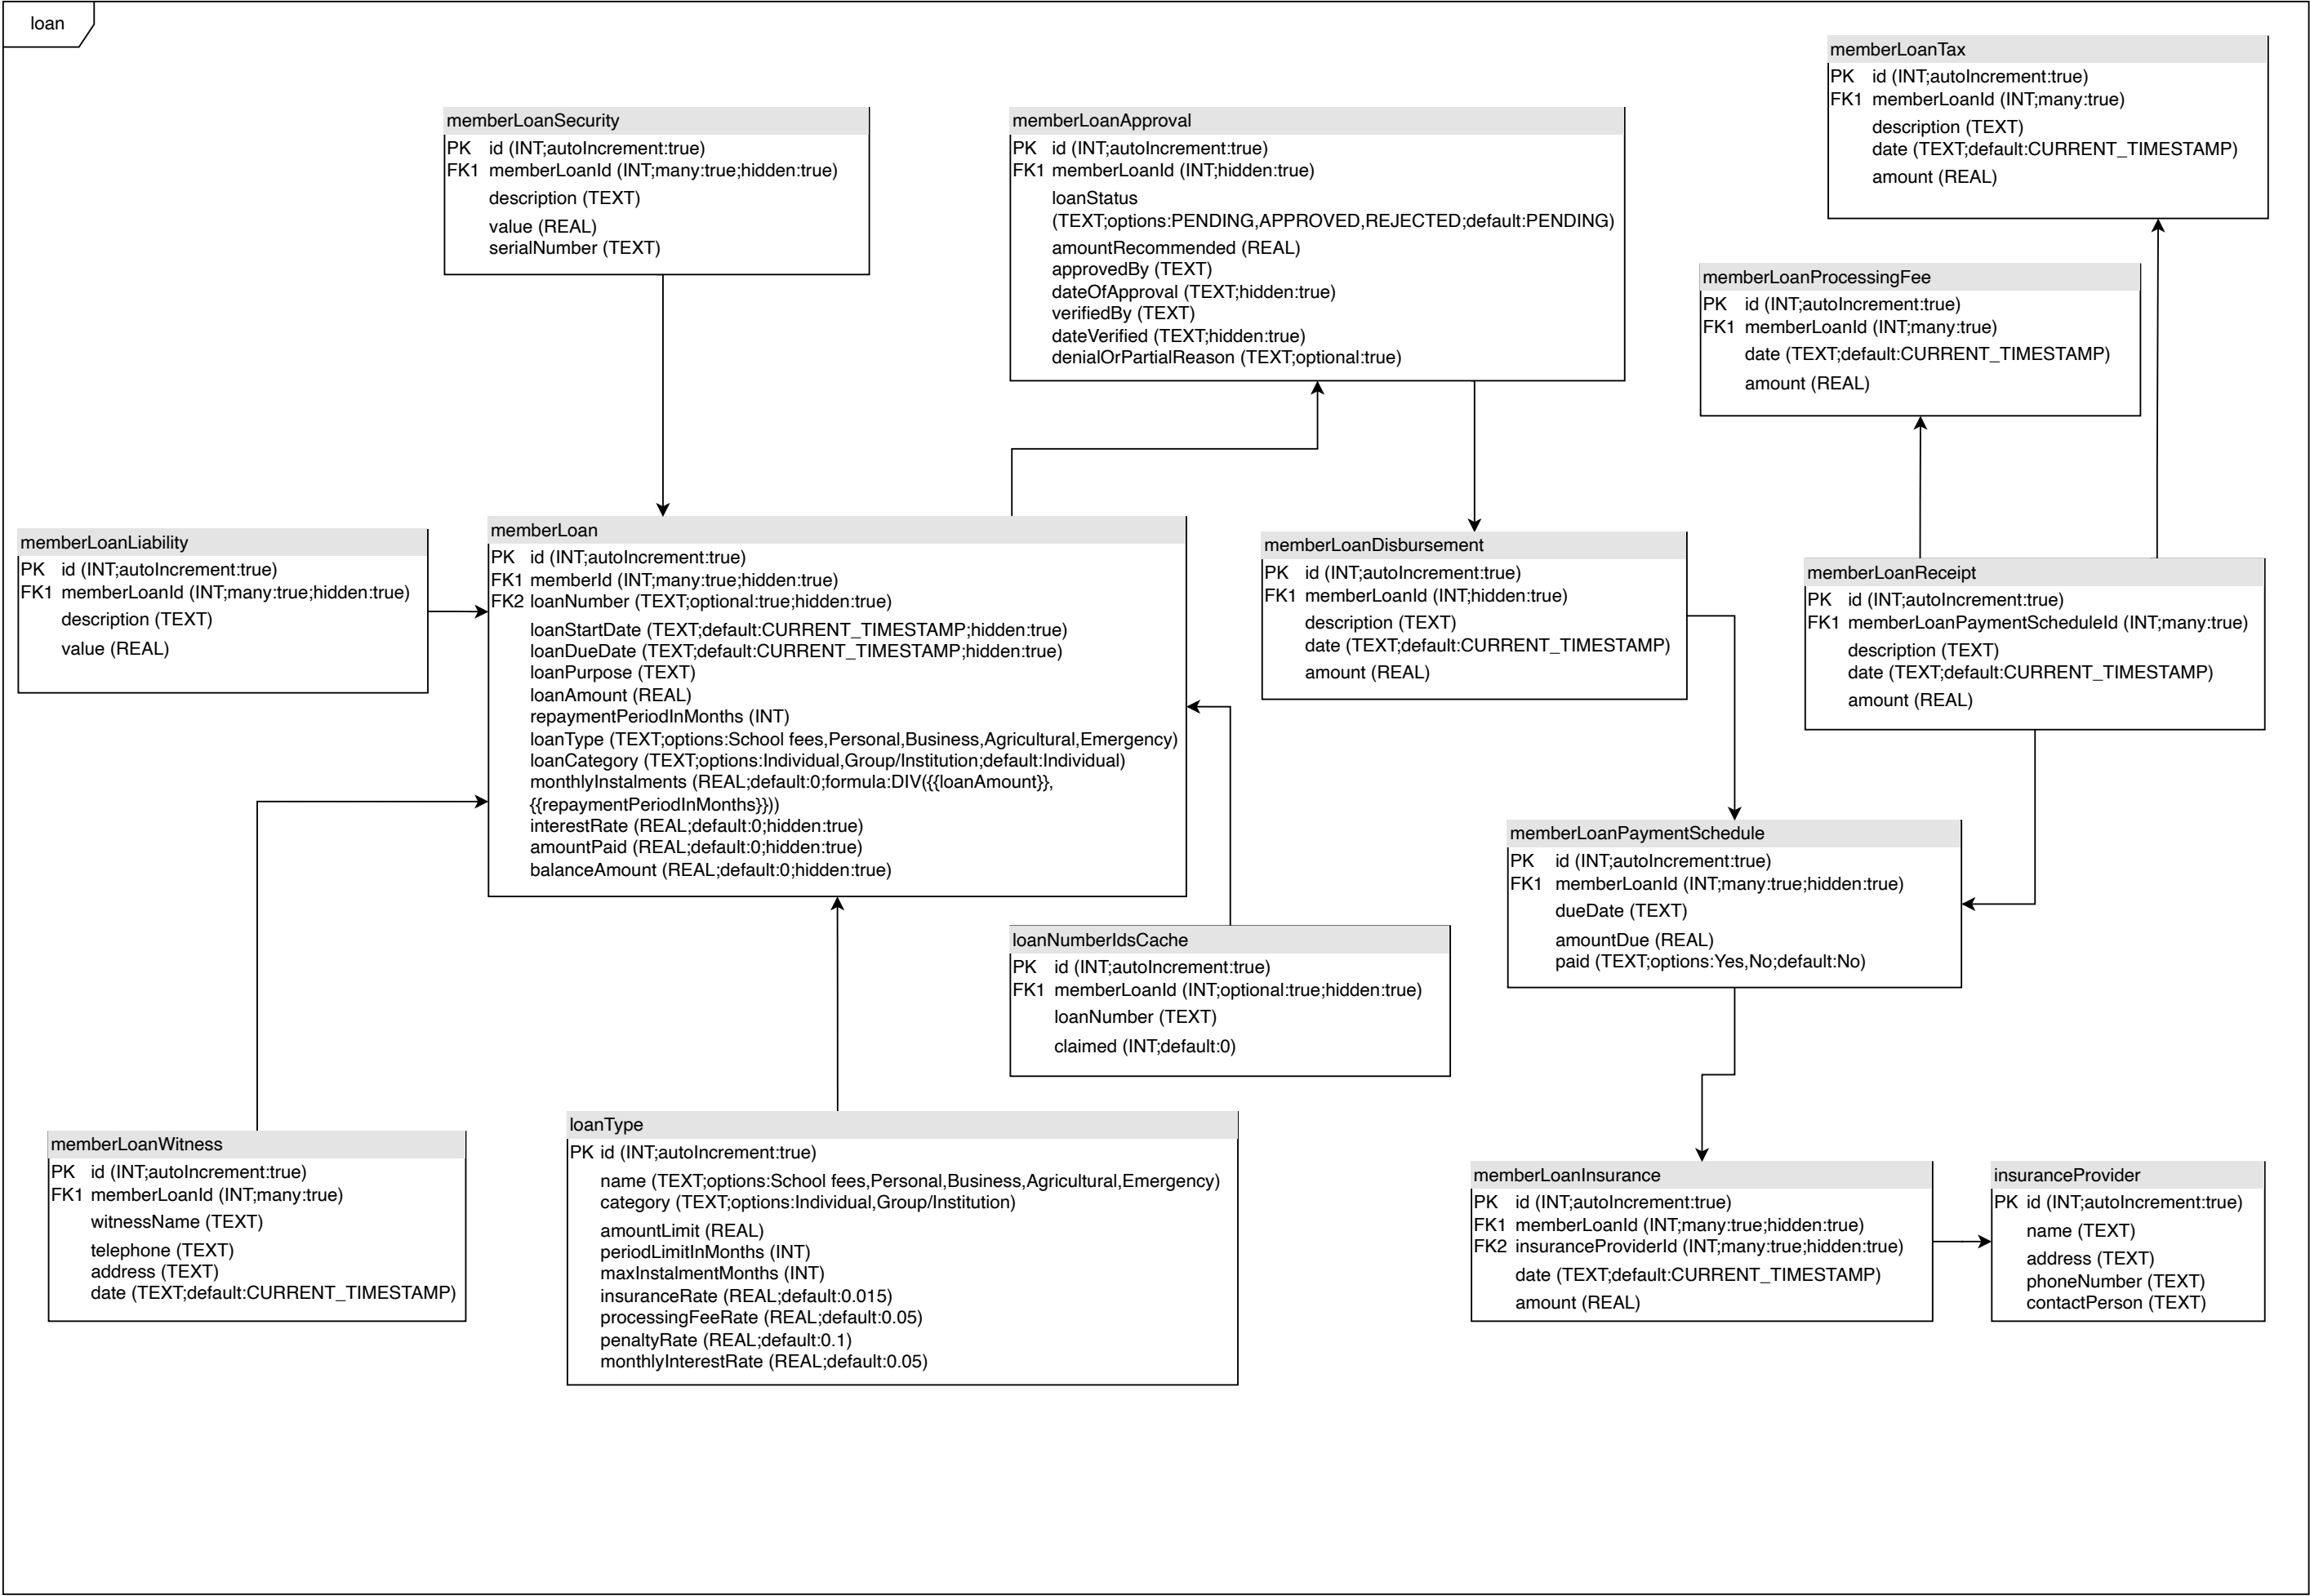 loan
memberLoanTax
PK id (INT;autoIncrement:true)
FK1 memberLoanId (INT;many:true)
description (TEXT)
date (TEXT;default:CURRENT_TIMESTAMP)
amount (REAL)
memberLoanSecurity
PK id (INT;autoIncrement:true)
FK1 memberLoanId (INT;many:true;hidden:true)
description (TEXT)
value (REAL)
serialNumber (TEXT)
memberLoanApproval
PK id (INT;autoIncrement:true)
FK1 memberLoanId (INT;hidden:true)
loanStatus
(TEXT;options:PENDING,APPROVED,REJECTED;default:PENDING)
amountRecommended (REAL)
approvedBy (TEXT)
dateOfApproval (TEXT;hidden:true)
verifiedBy (TEXT)
dateVerified (TEXT;hidden:true)
denialOrPartialReason (TEXT;optional:true)
memberLoanProcessingFee
PK id (INT;autoIncrement:true)
FK1 memberLoanId (INT;many:true)
date (TEXT;default:CURRENT_TIMESTAMP)
amount (REAL)
memberLoanLiability
PK id (INT;autoIncrement:true)
FK1 memberLoanId (INT;many:true;hidden:true)
description (TEXT)
value (REAL)
memberLoan
PK id (INT;autoIncrement:true)
FK1 memberId (INT;many:true;hidden:true)
FK2 loanNumber (TEXT;optional:true;hidden:true)
loanStartDate (TEXT;default:CURRENT_TIMESTAMP;hidden:true)
loanDueDate (TEXT;default:CURRENT_TIMESTAMP;hidden:true)
loanPurpose (TEXT)
loanAmount (REAL)
repaymentPeriodInMonths (INT)
loanType (TEXT;options:School fees,Personal,Business,Agricultural,Emergency)
loanCategory (TEXT;options:Individual,Group/Institution;default:Individual)
monthlyInstalments (REAL;default:0;formula:DIV({{loanAmount}},
{{repaymentPeriodInMonths}}))
interestRate (REAL;default:0;hidden:true)
amountPaid (REAL;default:0;hidden:true)
balanceAmount (REAL;default:0;hidden:true)
memberLoanDisbursement
PK id (INT;autoIncrement:true)
FK1 memberLoanId (INT;hidden:true)
description (TEXT)
date (TEXT;default:CURRENT_TIMESTAMP)
amount (REAL)
memberLoanReceipt
PK id (INT;autoIncrement:true)
FK1 memberLoanPaymentScheduleId (INT;many:true)
description (TEXT)
date (TEXT;default:CURRENT_TIMESTAMP)
amount (REAL)
memberLoanPaymentSchedule
PK id (INT;autoIncrement:true)
FK1 memberLoanId (INT;many:true;hidden:true)
dueDate (TEXT)
amountDue (REAL)
paid (TEXT;options:Yes,No;default:No)
loanNumberIdsCache
PK id (INT;autoIncrement:true)
FK1 memberLoanId (INT;optional:true;hidden:true)
loanNumber (TEXT)
claimed (INT;default:0)
memberLoanWitness
PK id (INT;autoIncrement:true)
FK1 memberLoanId (INT;many:true)
witnessName (TEXT)
telephone (TEXT)
address (TEXT)
date (TEXT;default:CURRENT_TIMESTAMP)
loanType
PK id (INT;autoIncrement:true)
name (TEXT;options:School fees,Personal,Business,Agricultural,Emergency)
category (TEXT;options:Individual,Group/Institution)
amountLimit (REAL)
periodLimitInMonths (INT)
maxInstalmentMonths (INT)
insuranceRate (REAL;default:0.015)
processingFeeRate (REAL;default:0.05)
penaltyRate (REAL;default:0.1)
monthlyInterestRate (REAL;default:0.05)
memberLoanInsurance
PK id (INT;autoIncrement:true)
FK1 memberLoanId (INT;many:true;hidden:true)
FK2 insuranceProviderId (INT;many:true;hidden:true)
date (TEXT;default:CURRENT_TIMESTAMP)
amount (REAL)
insuranceProvider
PK id (INT;autoIncrement:true)
name (TEXT)
address (TEXT)
phoneNumber (TEXT)
contactPerson (TEXT)